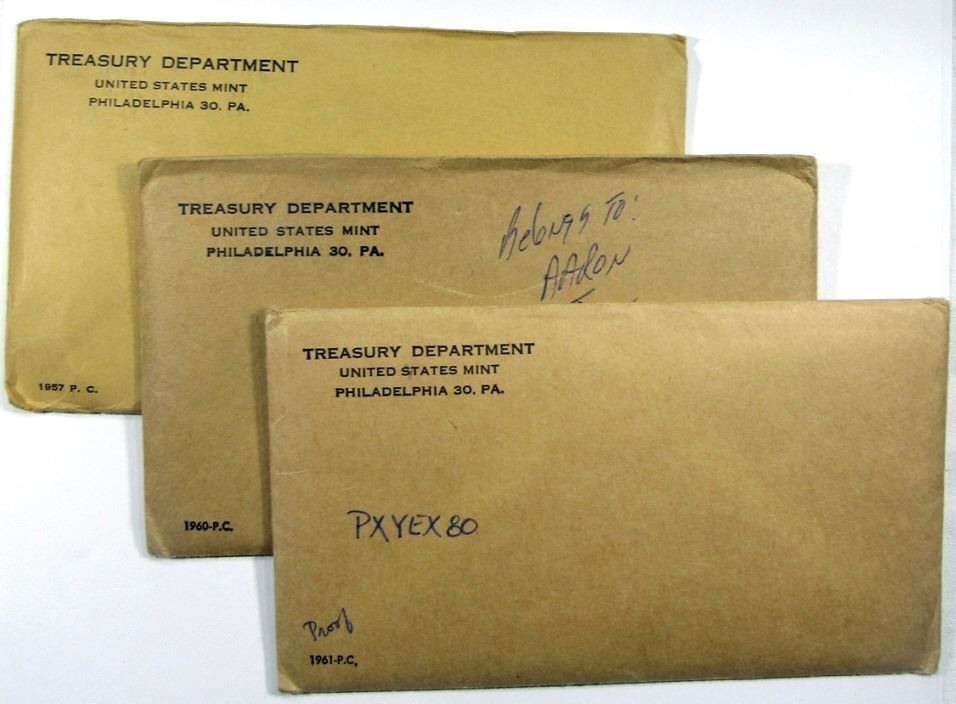 TREASURY DEPARTMENT
UNITED STATES MINT
PHILADELPHIA 30, PA.
1957 P. C.
TREASURY DEPARTMENT
UNITED STATES MINT
PHILADELPHIA 30, PA.
Belongs To:
AARON
1960-P.C.
TREASURY DEPARTMENT
UNITED STATES MINT
PHILADELPHIA 30, PA.
PXYEX80
Proof
1961-P.C.